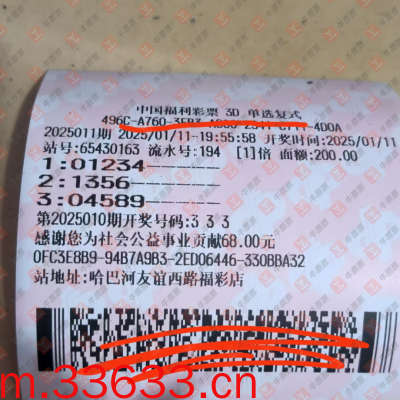 中国福利彩票 3D 单选复式
496C-A760-
2025011期 2025/01/11-19:55:58 开奖时间:2025/01/11
站号:65430163 流水号:194 [1]倍 面额:200.00
1:01234-----
2:1356------
3:04589-----
第2025010期开奖号码:3 3 3
感谢您为社会公益事业贡献68.00元
0FC3E8B9-94B7A9B3-2ED06446-330BBA32
站地址:哈巴河友谊西路福彩店
m.33633.cn